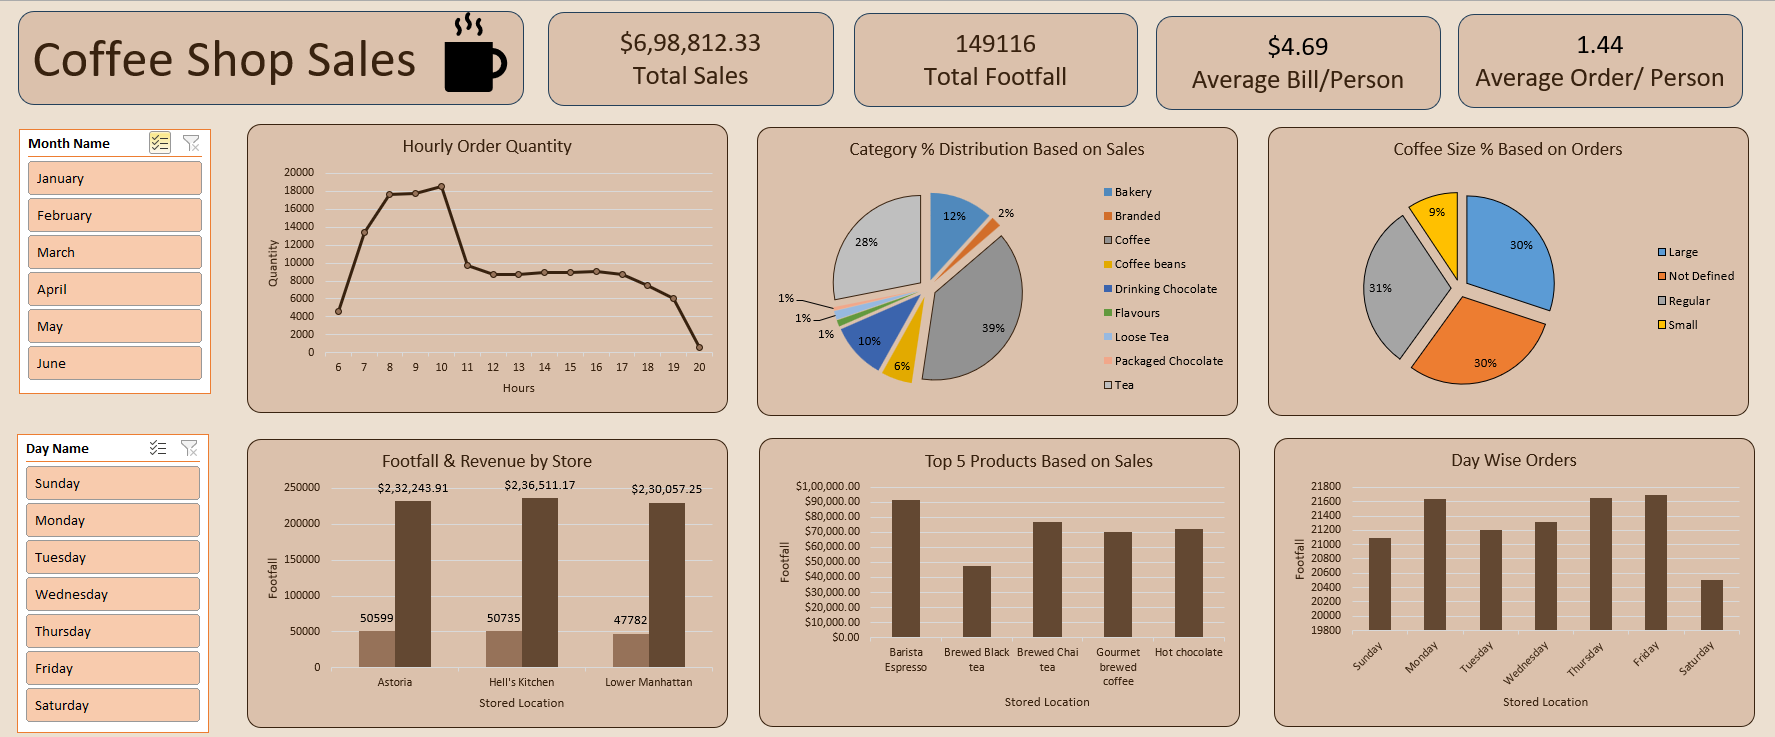 Coffee Shop Sales
$6,98,812.33
Total Sales
149116
Total Footfall
$4.69
Average Bill/Person
1.44
Average Order/ Person
Month Name
January
February
March
April
May
June
Hourly Order Quantity
Quantity
20000
18000
16000
14000
12000
10000
8000
6000
4000
2000
0
6 7 8 9 10 11 12 13 14 15 16 17 18 19 20
Hours
Category % Distribution Based on Sales
12%
2%
39%
6%
10%
1%
1%
1%
28%
Bakery
Branded
Coffee
Coffee beans
Drinking Chocolate
Flavours
Loose Tea
Packaged Chocolate
Tea
Coffee Size % Based on Orders
30%
30%
31%
9%
Large
Not Defined
Regular
Small
Day Name
Sunday
Monday
Tuesday
Wednesday
Thursday
Friday
Saturday
Footfall & Revenue by Store
Footfall
250000
200000
150000
100000
50000
0
$2,32,243.91
$2,36,511.17
$2,30,057.25
50599
50735
47782
Astoria
Hell's Kitchen
Lower Manhattan
Stored Location
Top 5 Products Based on Sales
Footfall
$1,00,000.00
$90,000.00
$80,000.00
$70,000.00
$60,000.00
$50,000.00
$40,000.00
$30,000.00
$20,000.00
$10,000.00
$0.00
Barista
Espresso
Brewed Black
tea
Brewed Chai
tea
Gourmet
brewed
coffee
Hot chocolate
Stored Location
Day Wise Orders
Footfall
21800
21600
21400
21200
21000
20800
20600
20400
20200
20000
19800
Sunday
Monday
Tuesday
Wednesday
Thursday
Friday
Saturday
Stored Location